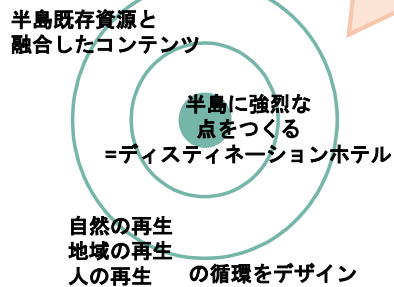 半島既存資源と
融合したコンテンツ
半島に強烈な
点をつくる
=ディスティネーションホテル
自然の再生
地域の再生
人の再生 の循環をデザイン